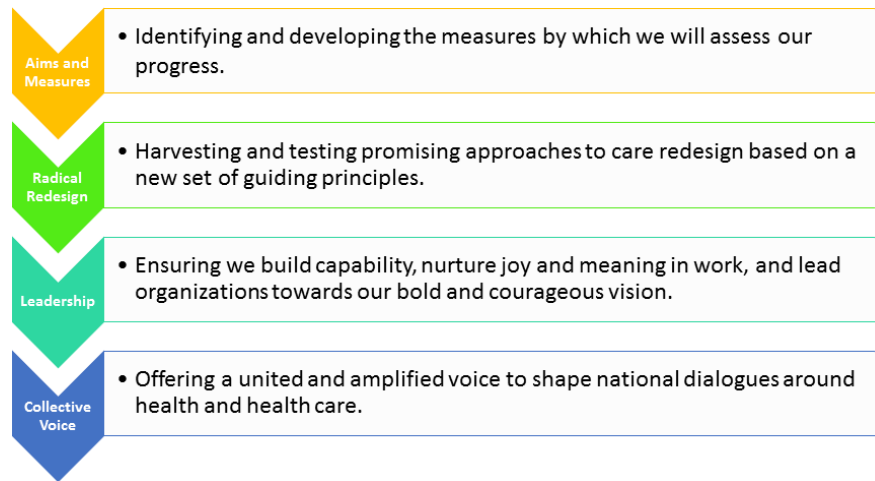 Aims and
Measures
• Identifying and developing the measures by which we will assess our
progress.
Radical
Redesign
• Harvesting and testing promising approaches to care redesign based on a
new set of guiding principles.
Leadership
• Ensuring we build capability, nurture joy and meaning in work, and lead
organizations towards our bold and courageous vision.
Collective
Voice
• Offering a united and amplified voice to shape national dialogues around
health and health care.